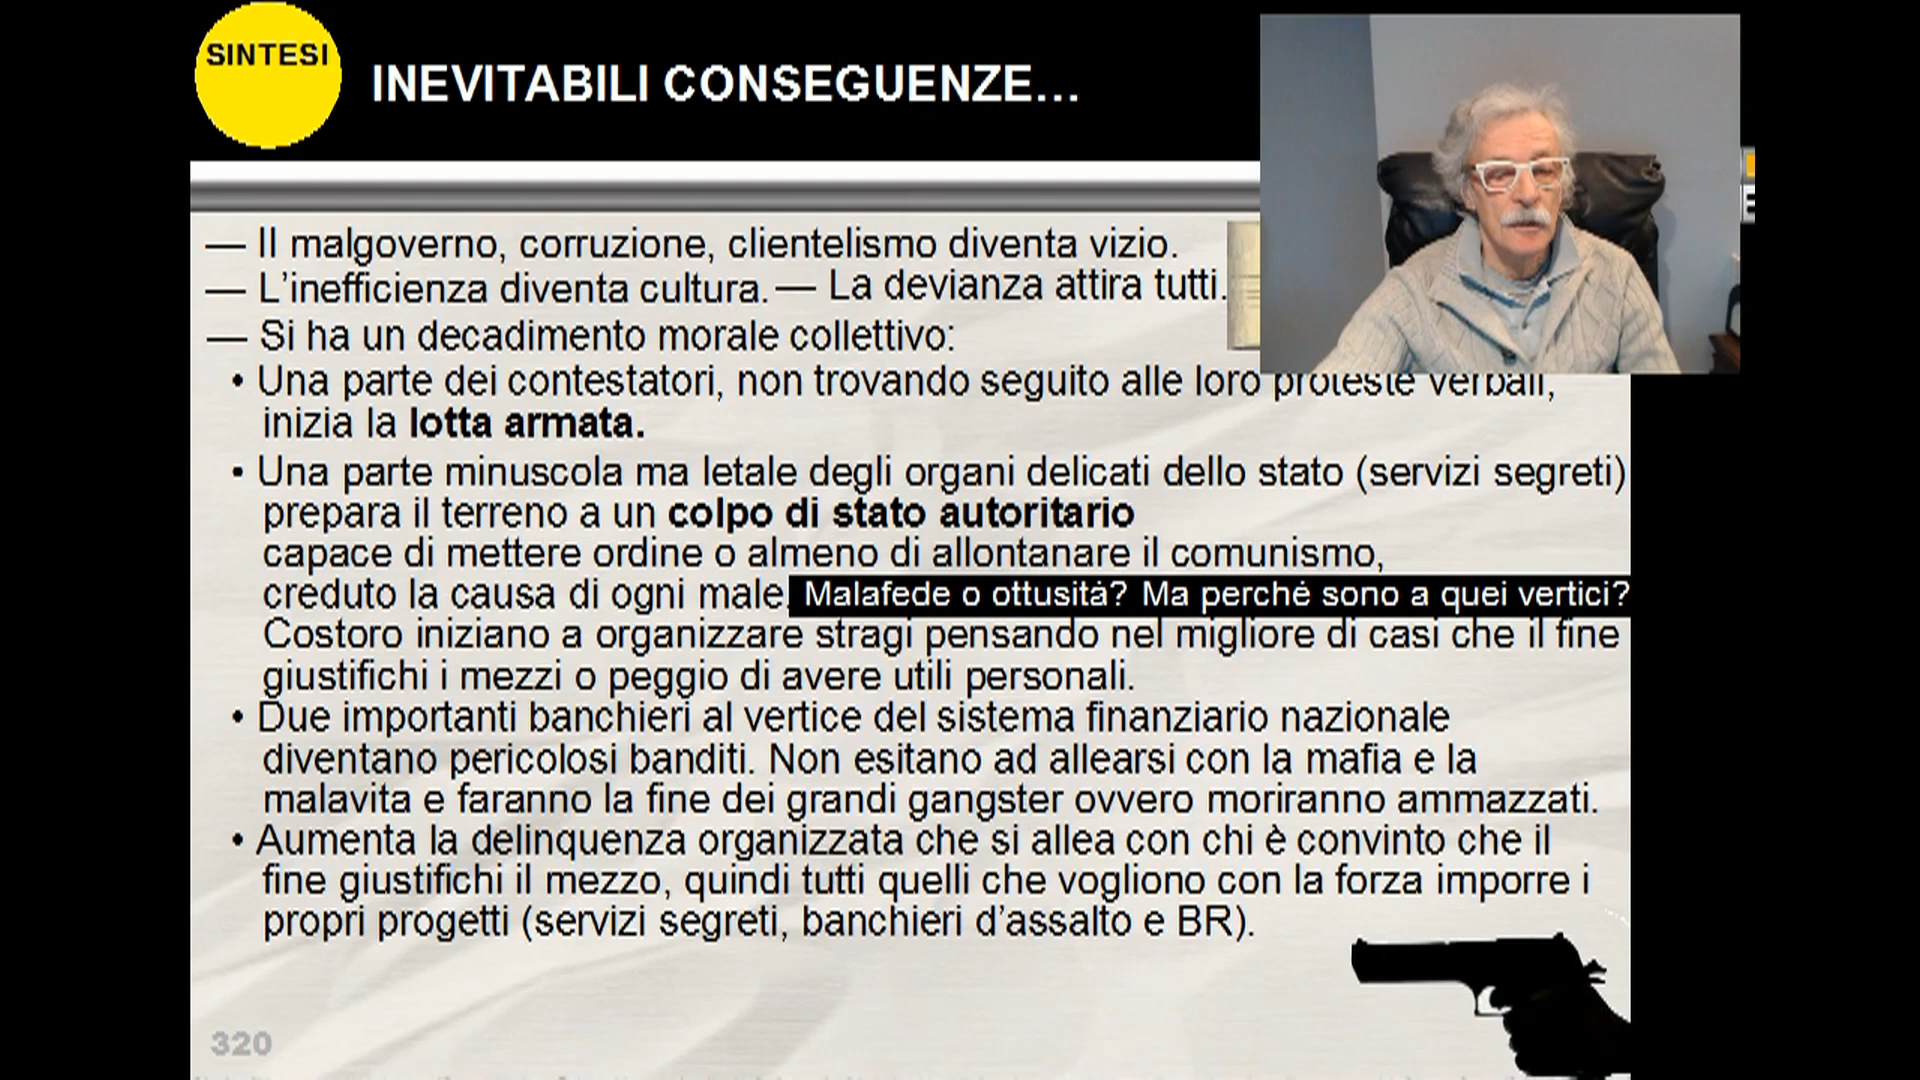 SINTESI
INEVITABILI CONSEGUENZE...
— Il malgoverno, corruzione, clientelismo diventa vizio.
— L'inefficienza diventa cultura. — La devianza attira tutti.
— Si ha un decadimento morale collettivo:
• Una parte dei contestatori, non trovando seguito alle loro proteste verbali,
inizia la lotta armata.
• Una parte minuscola ma letale degli organi delicati dello stato (servizi segreti)
prepara il terreno a un colpo di stato autoritario
capace di mettere ordine o almeno di allontanare il comunismo,
creduto la causa di ogni male. Malafede o ottusità? Ma perché sono a quei vertici?
Costoro iniziano a organizzare stragi pensando nel migliore di casi che il fine
giustifichi i mezzi o peggio di avere utili personali.
• Due importanti banchieri al vertice del sistema finanziario nazionale
diventano pericolosi banditi. Non esitano ad allearsi con la mafia e la
malavita e faranno la fine dei grandi gangster ovvero moriranno ammazzati.
• Aumenta la delinquenza organizzata che si allea con chi è convinto che il
fine giustifichi il mezzo, quindi tutti quelli che vogliono con la forza imporre i
propri progetti (servizi segreti, banchieri d'assalto e BR).
320